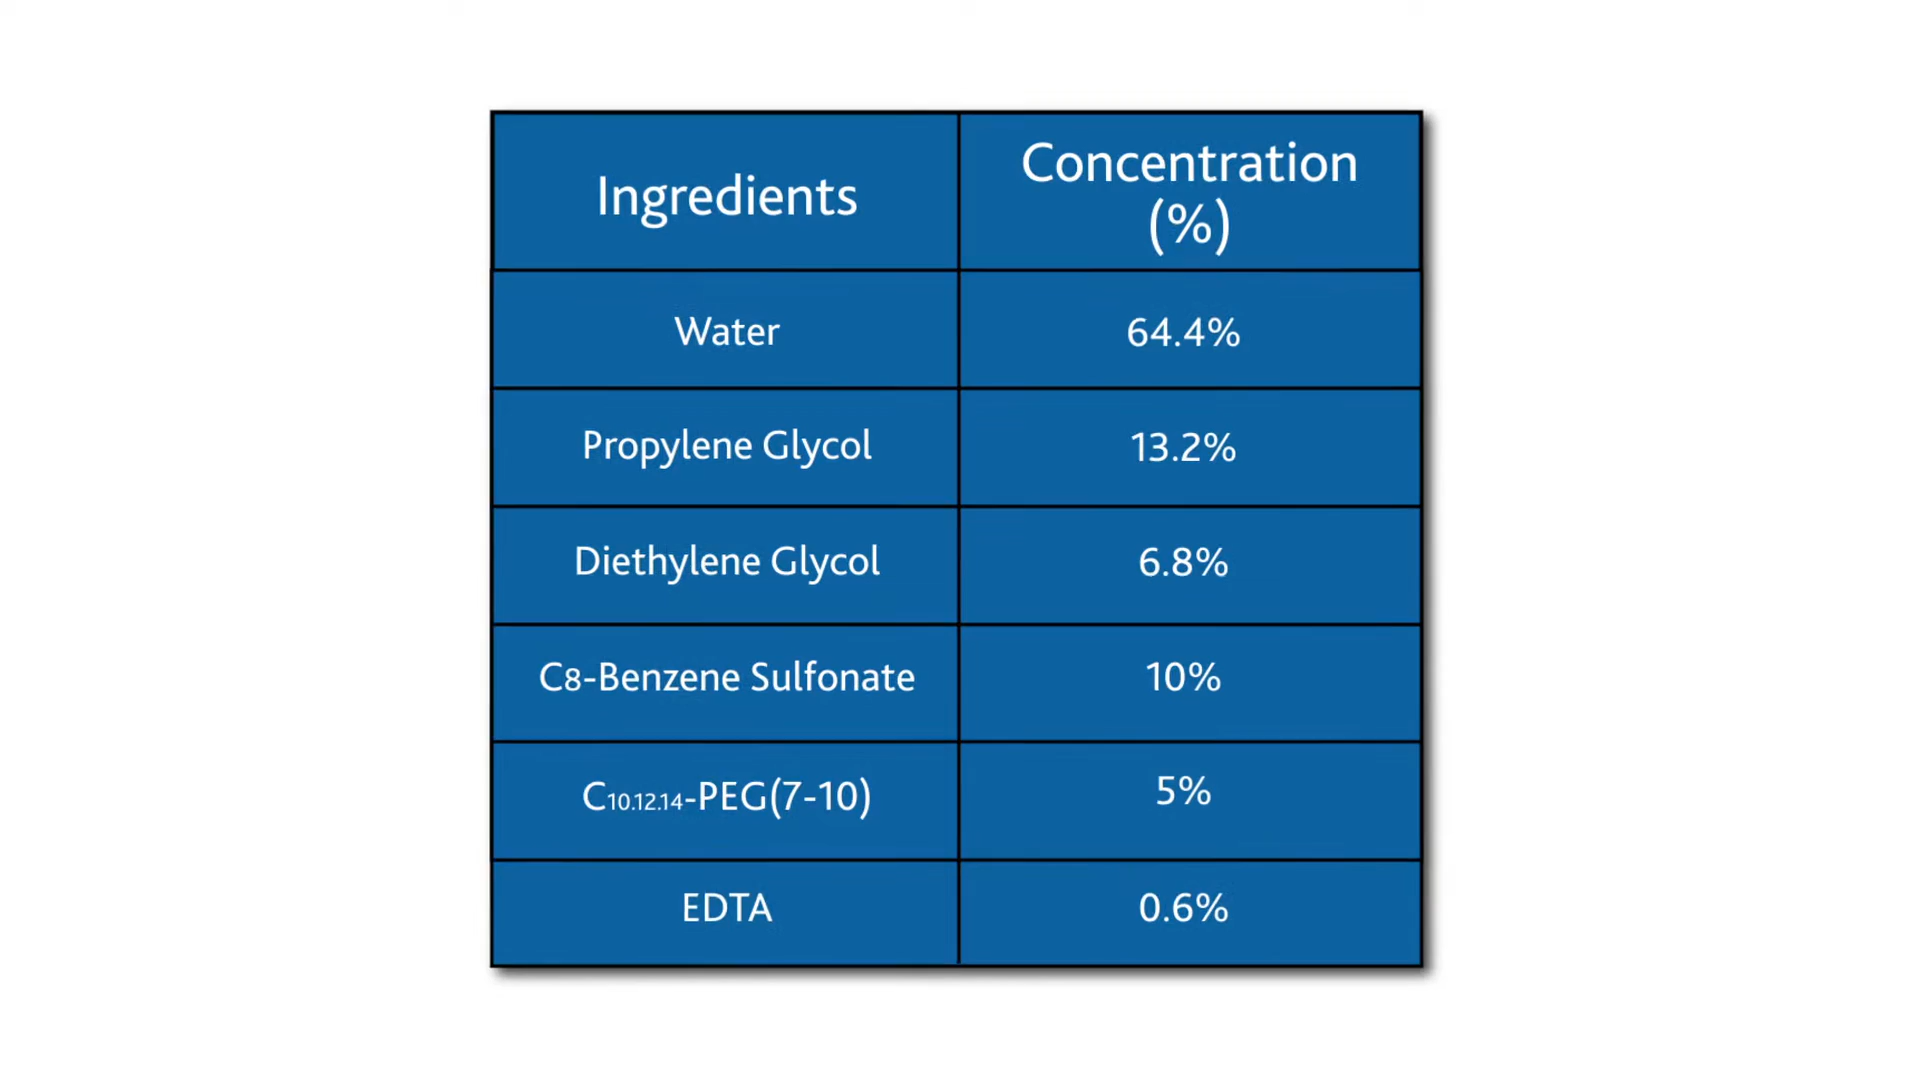 Ingredients
Concentration
(%)
Water
64.4%
Propylene Glycol
13.2%
Diethylene Glycol
6.8%
C8-Benzene Sulfonate
10%
C10.12.14-PEG(7-10)
5%
EDTA
0.6%